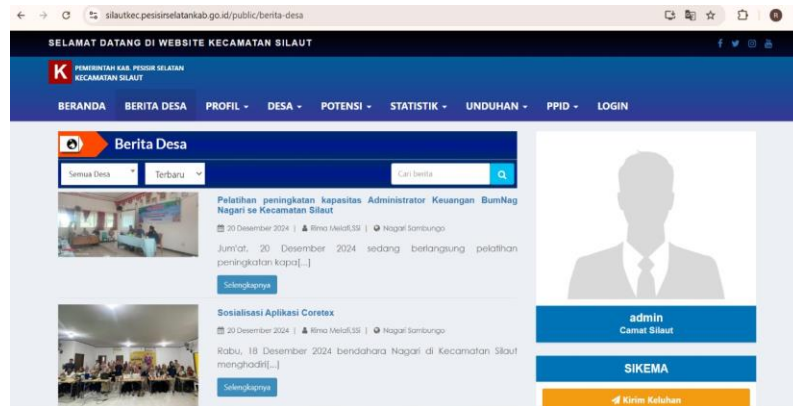 silautkec.pesisirselatankab.go.id/public/berita-desa
SELAMAT DATANG DI WEBSITE KECAMATAN SILAUT
K
PEMERINTAH KAB. PESISIR SELATAN
KECAMATAN SILAUT
BERANDA BERITA DESA PROFIL DESA POTENSI STATISTIK UNDUHAN PPID LOGIN
Berita Desa
Semua Desa Terbaru Cari berita
Pelatihan peningkatan kapasitas Administrator Keuangan BumNag
Nagari se Kecamatan Silaut
20 Desember 2024 | Rima Melati,SSi | Nagari Sambungo
Jum'at, 20 Desember 2024 sedang berlangsung pelatihan
peningkatan kapa[...]
Selengkapnya
Sosialisasi Aplikasi Coretax
20 Desember 2024 | Rima Melati,SSi | Nagari Sambungo
Rabu, 18 Desember 2024 bendahara Nagari di Kecamatan Silaut
menghadiri[...]
Selengkapnya
admin
Camat Silaut
SIKEMA
Kirim Keluhan